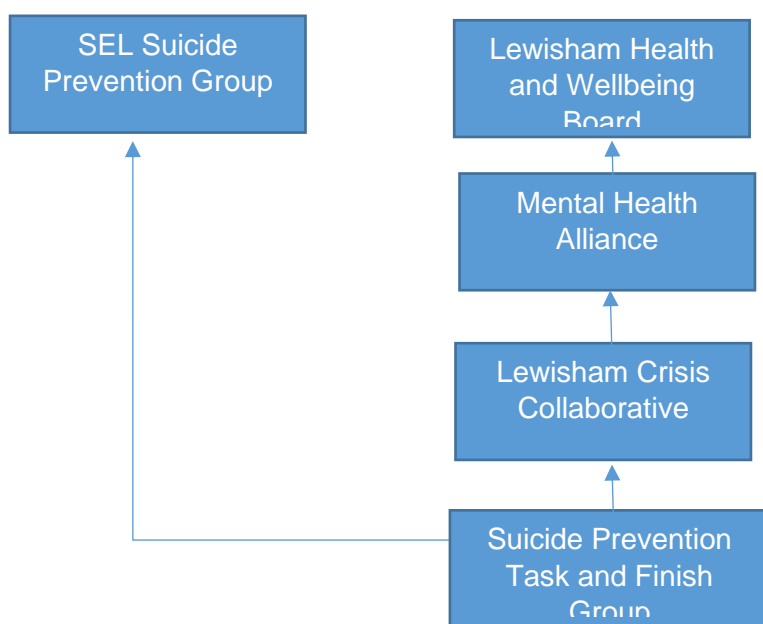 SEL Suicide
Prevention Group
Lewisham Health
and Wellbeing
Board
Mental Health
Alliance
Lewisham Crisis
Collaborative
Suicide Prevention
Task and Finish
Group